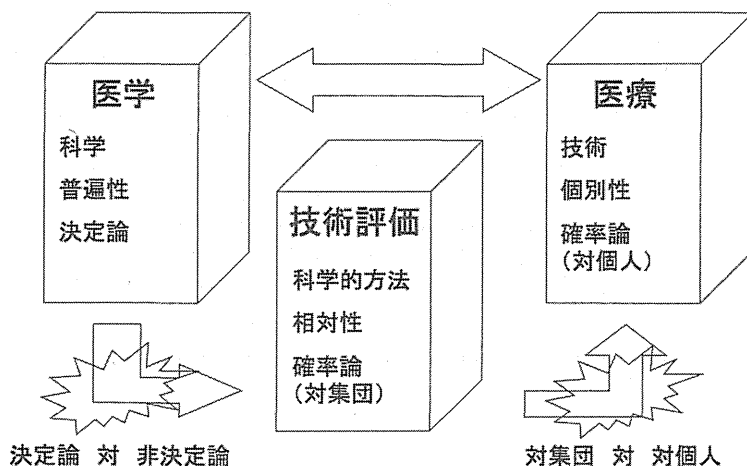 医学
科学
普遍性
決定論
技術評価
科学的方法
相対性
確率論
(対集団)
医療
技術
個別性
確率論
(対個人)
決定論 対 非決定論
対集団 対 対個人